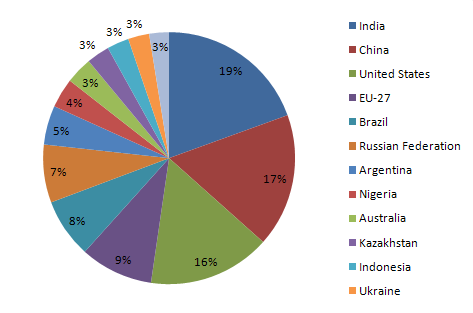 19%
17%
16%
9%
8%
7%
5%
4%
3%
3%
3%
3%
3%
India
China
United States
EU-27
Brazil
Russian Federation
Argentina
Nigeria
Australia
Kazakhstan
Indonesia
Ukraine